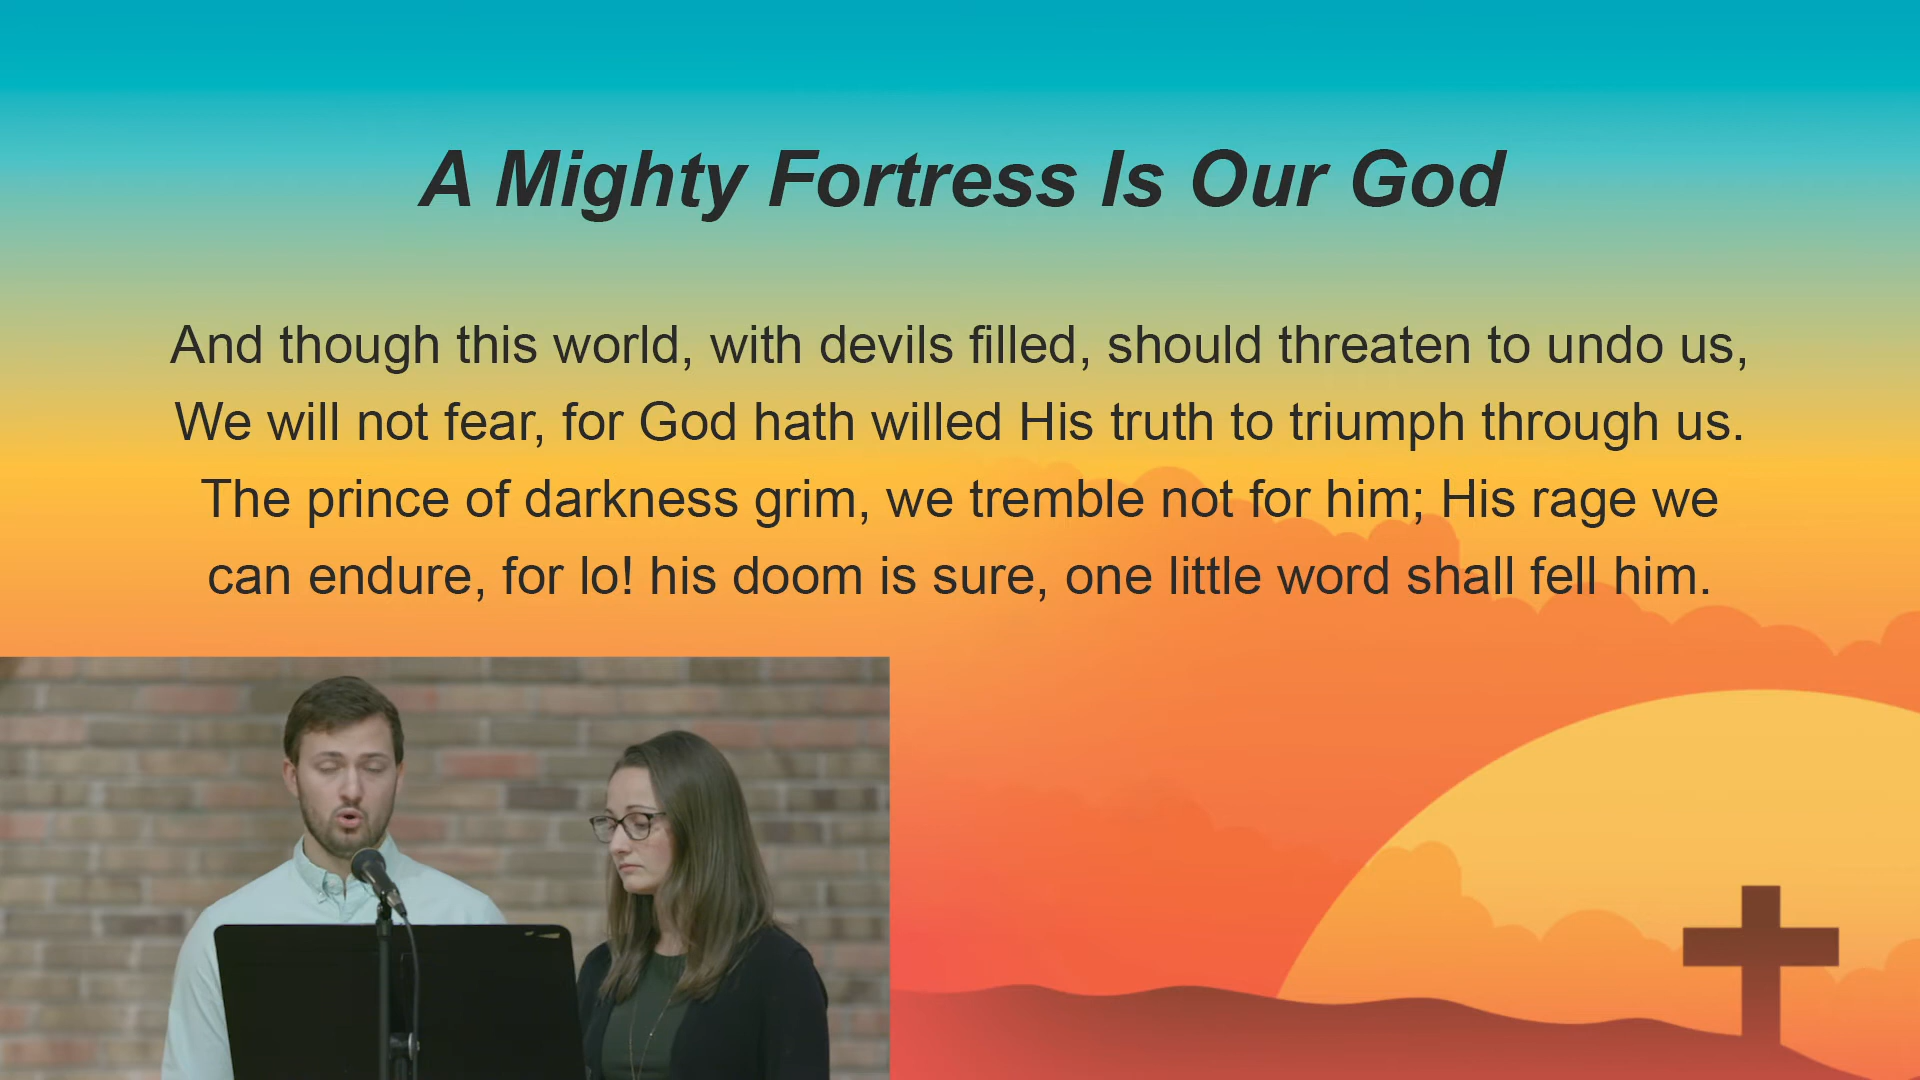 A Mighty Fortress Is Our God
And though this world, with devils filled, should threaten to undo us,
We will not fear, for God hath willed His truth to triumph through us.
The prince of darkness grim, we tremble not for him; His rage we
can endure, for lo! his doom is sure, one little word shall fell him.